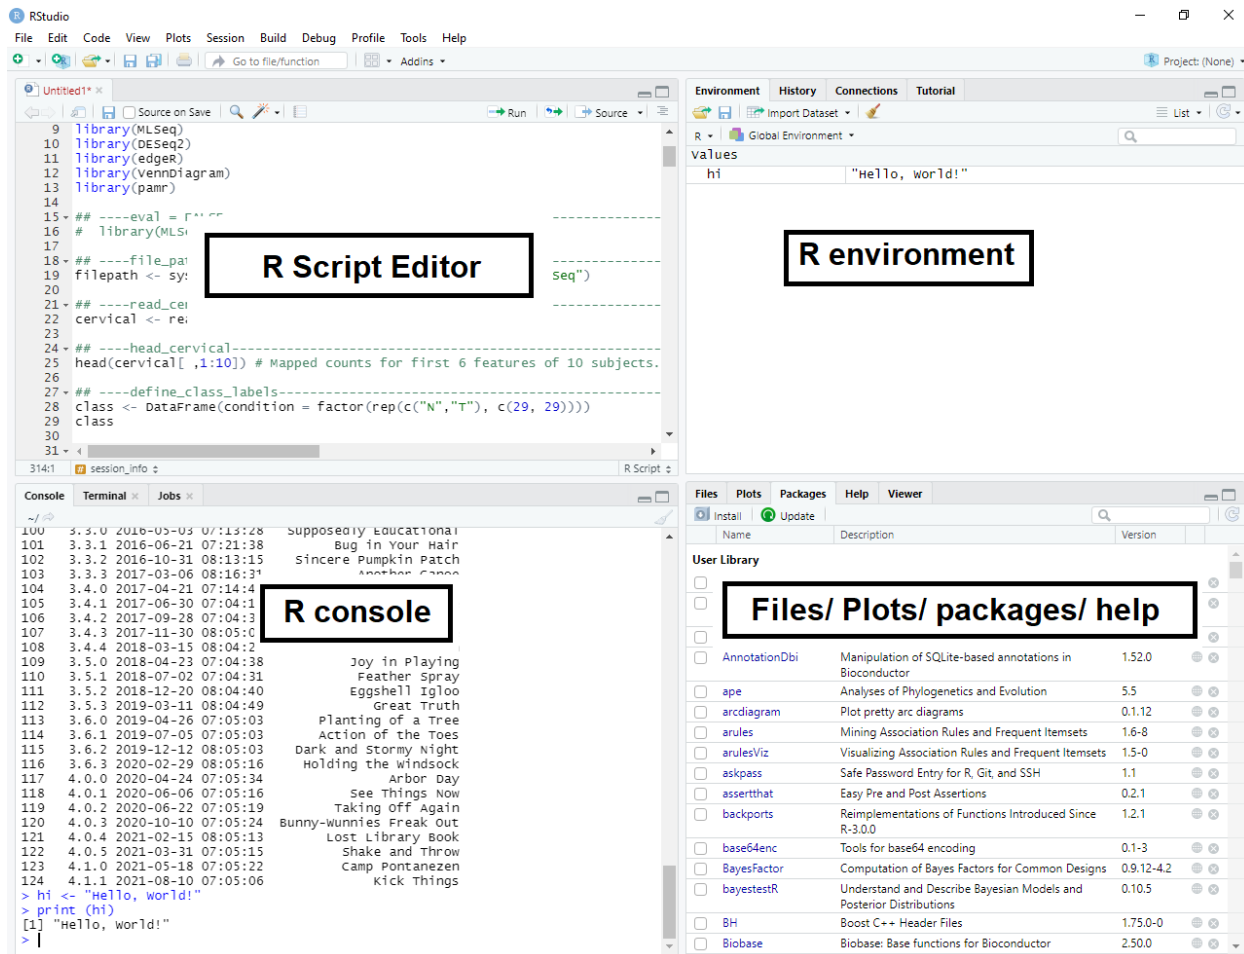 RStudio
File Edit Code View Plots Session Build Debug Profile Tools Help
Go to file/function Addins Project: (None)
Untitled1*
Source on Save Run Source
9 library(MLSeq)
10 library(DESeq2)
11 library(edgeR)
12 library(VennDiagram)
13 library(pamr)
14
15 ## ----eval = FALSE
16 # library(MLSe
17
18 ## ----file_pat
19 filepath <- sys seq")
20
21 ## ----read_cer
22 cervical <- rea
23
24 ## ----head_cervical----
25 head(cervical[ ,1:10]) # Mapped counts for first 6 features of 10 subjects.
26
27 ## ----define_class_labels----
28 class <- DataFrame(condition = factor(rep(c("N","T"), c(29, 29))))
29 class
30
31
R Script Editor
314:1 session_info R Script
Environment History Connections Tutorial
Import Dataset List
R Global Environment
Values
hi "Hello, World!"
R environment
Console Terminal Jobs
~/
100 3.3.0 2016-05-03 07:13:28 Supposedly Educational
101 3.3.1 2016-06-21 07:21:38 Bug in Your Hair
102 3.3.2 2016-10-31 08:13:15 Sincere Pumpkin Patch
103 3.3.3 2017-03-06 08:16:31 Another Canoe
104 3.4.0 2017-04-21 07:14:4
105 3.4.1 2017-06-30 07:04:1
106 3.4.2 2017-09-28 07:04:3
107 3.4.3 2017-11-30 08:05:0
108 3.4.4 2018-03-15 08:04:2
109 3.5.0 2018-04-23 07:04:38 Joy in Playing
110 3.5.1 2018-07-02 07:04:31 Feather Spray
111 3.5.2 2018-12-20 08:04:40 Eggshell Igloo
112 3.5.3 2019-03-11 08:04:49 Great Truth
113 3.6.0 2019-04-26 07:05:03 Planting of a Tree
114 3.6.1 2019-07-05 07:05:03 Action of the Toes
115 3.6.2 2019-12-12 08:05:03 Dark and Stormy Night
116 3.6.3 2020-02-29 08:05:16 Holding the Windsock
117 4.0.0 2020-04-24 07:05:34 Arbor Day
118 4.0.1 2020-06-06 07:05:16 See Things Now
119 4.0.2 2020-06-22 07:05:19 Taking Off Again
120 4.0.3 2020-10-10 07:05:24 Bunny-Wunnies Freak Out
121 4.0.4 2021-02-15 08:05:13 Lost Library Book
122 4.0.5 2021-03-31 07:05:15 Shake and Throw
123 4.1.0 2021-05-18 07:05:22 Camp Pontanezen
124 4.1.1 2021-08-10 07:05:06 Kick Things
> hi <- "Hello, World!"
> print (hi)
[1] "Hello, World!"
>
R console
Files Plots Packages Help Viewer
Install Update
Name Description Version
User Library
Files/ Plots/ packages/ help
AnnotationDbi Manipulation of SQLite-based annotations in 1.52.0
Bioconductor
ape Analyses of Phylogenetics and Evolution 5.5
arcdiagram Plot pretty arc diagrams 0.1.12
arules Mining Association Rules and Frequent Itemsets 1.6-8
arulesViz Visualizing Association Rules and Frequent Itemsets 1.5-0
askpass Safe Password Entry for R, Git, and SSH 1.1
assertthat Easy Pre and Post Assertions 0.2.1
backports Reimplementations of Functions Introduced Since 1.2.1
R-3.0.0
base64enc Tools for base64 encoding 0.1-3
BayesFactor Computation of Bayes Factors for Common Designs 0.9.12-4.2
bayestestR Understand and Describe Bayesian Models and 0.10.5
Posterior Distributions
BH Boost C++ Header Files 1.75.0-0
Biobase Biobase: Base functions for Bioconductor 2.50.0